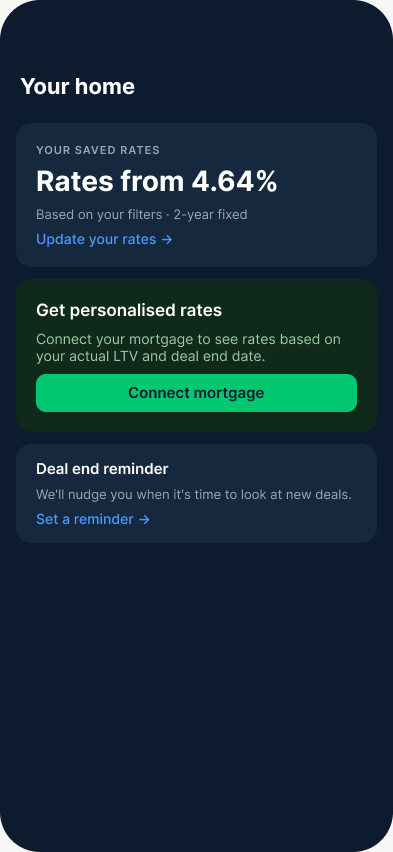 Your home
YOUR SAVED RATES
Rates from 4.64%
Based on your filters · 2-year fixed
Update your rates →
Get personalised rates
Connect your mortgage to see rates based on
your actual LTV and deal end date.
Connect mortgage
Deal end reminder
We'll nudge you when it's time to look at new deals.
Set a reminder →